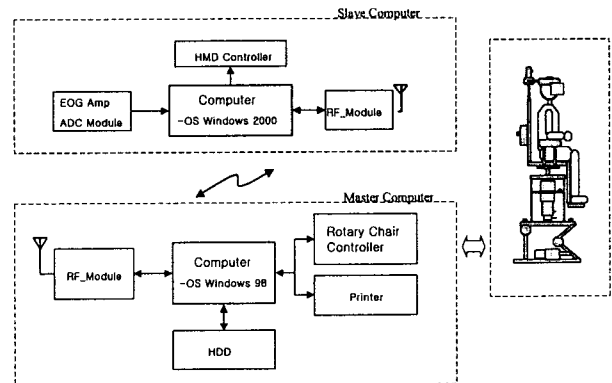 Slave Computer
HMD Controller
EOG Amp
ADC Module
Computer
-OS Windows 2000
RF_Module
Master Computer
RF_Module
Computer
-OS Windows 98
Rotary Chair
Controller
Printer
HDD